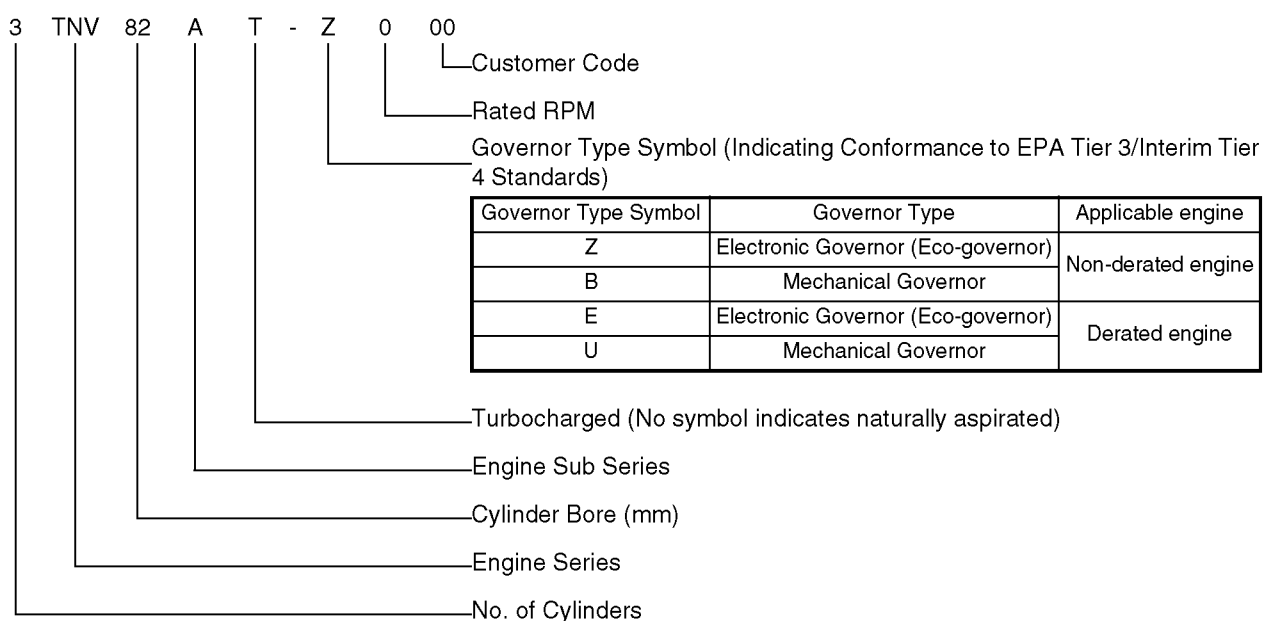 3 TNV 82 A T - Z 0 00
Customer Code
Rated RPM
Governor Type Symbol (Indicating Conformance to EPA Tier 3/Interim Tier
4 Standards)
Governor Type Symbol Governor Type Applicable engine
Z Electronic Governor (Eco-governor)
Non-derated engine
B Mechanical Governor
E Electronic Governor (Eco-governor)
Derated engine
U Mechanical Governor
Turbocharged (No symbol indicates naturally aspirated)
Engine Sub Series
Cylinder Bore (mm)
Engine Series
No. of Cylinders